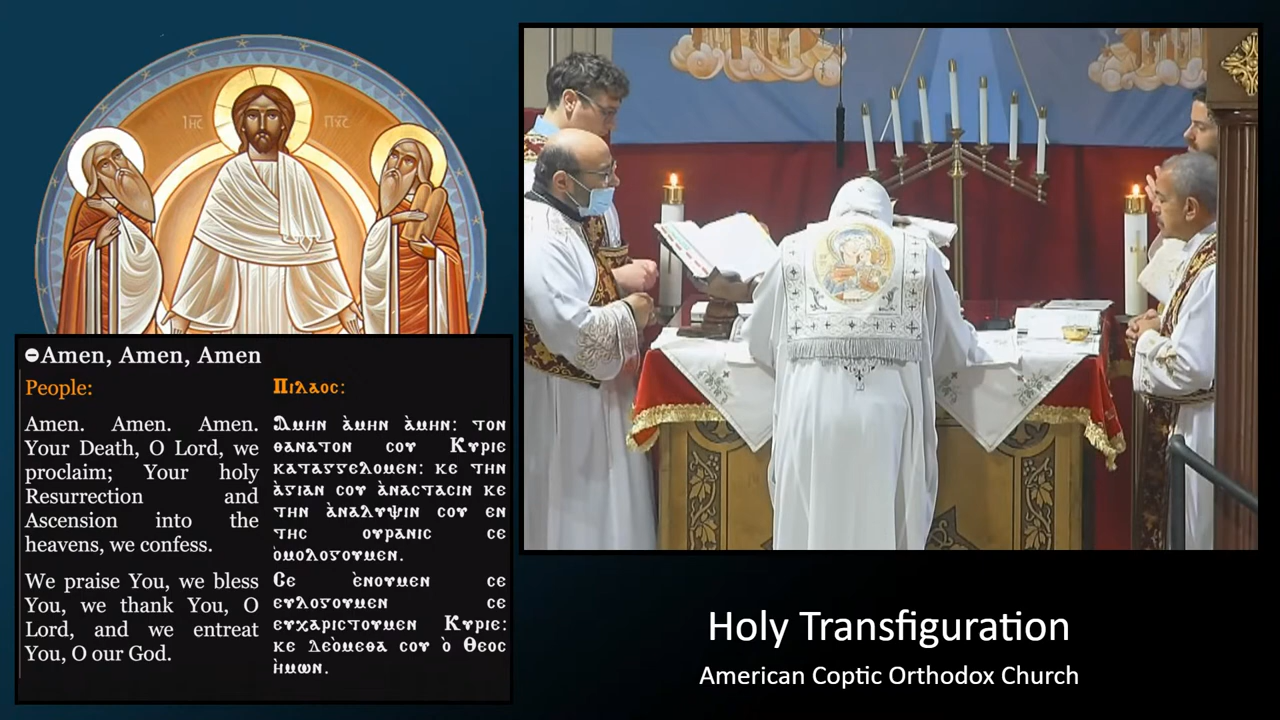 ΙΗC ΠΧC
Amen, Amen, Amen
People:
Amen. Amen. Amen.
Your Death, O Lord, we
proclaim; Your holy
Resurrection and
Ascension into the
heavens, we confess.
We praise You, we bless
You, we thank You, O
Lord, and we entreat
You, O our God.
Ⲡⲓⲗⲁⲟⲥ:
Ⲁⲙⲏⲛ ⲁ̀ⲙⲏⲛ ⲁ̀ⲙⲏⲛ: ⲧⲟⲛ
ⲑⲁⲛⲁⲧⲟⲛ ⲥⲟⲩ Ⲕⲩⲣⲓⲉ
ⲕⲁⲧⲁⲅⲅⲉⲗⲟⲙⲉⲛ: ⲕⲉ ⲧⲏⲛ
ⲁ̀ⲅⲓⲁⲛ ⲥⲟⲩ ⲁ̀ⲛⲁⲥⲧⲁⲥⲓⲛ ⲕⲉ
ⲧⲏⲛ ⲁ̀ⲛⲁⲗⲩⲯⲓⲛ ⲥⲟⲩ ⲉⲛ
ⲧⲏⲥ ⲟⲩⲣⲁⲛⲓⲥ ⲥⲉ
ⲟ̀ⲙⲟⲗⲟⲅⲟⲩⲙⲉⲛ.
Ⲥⲉ ⲉ̀ⲛⲟⲩⲙⲉⲛ ⲥⲉ
ⲉⲩⲗⲟⲅⲟⲩⲙⲉⲛ ⲥⲉ
ⲉⲩⲭⲁⲣⲓⲥⲧⲟⲩⲙⲉⲛ Ⲕⲩⲣⲓⲉ:
ⲕⲉ ⲇⲉⲟ̀ⲙⲉⲑⲁ ⲥⲟⲩ ⲟ̀ Ⲑⲉⲟⲥ
ⲏ̀ⲙⲱⲛ.
Holy Transfiguration
American Coptic Orthodox Church